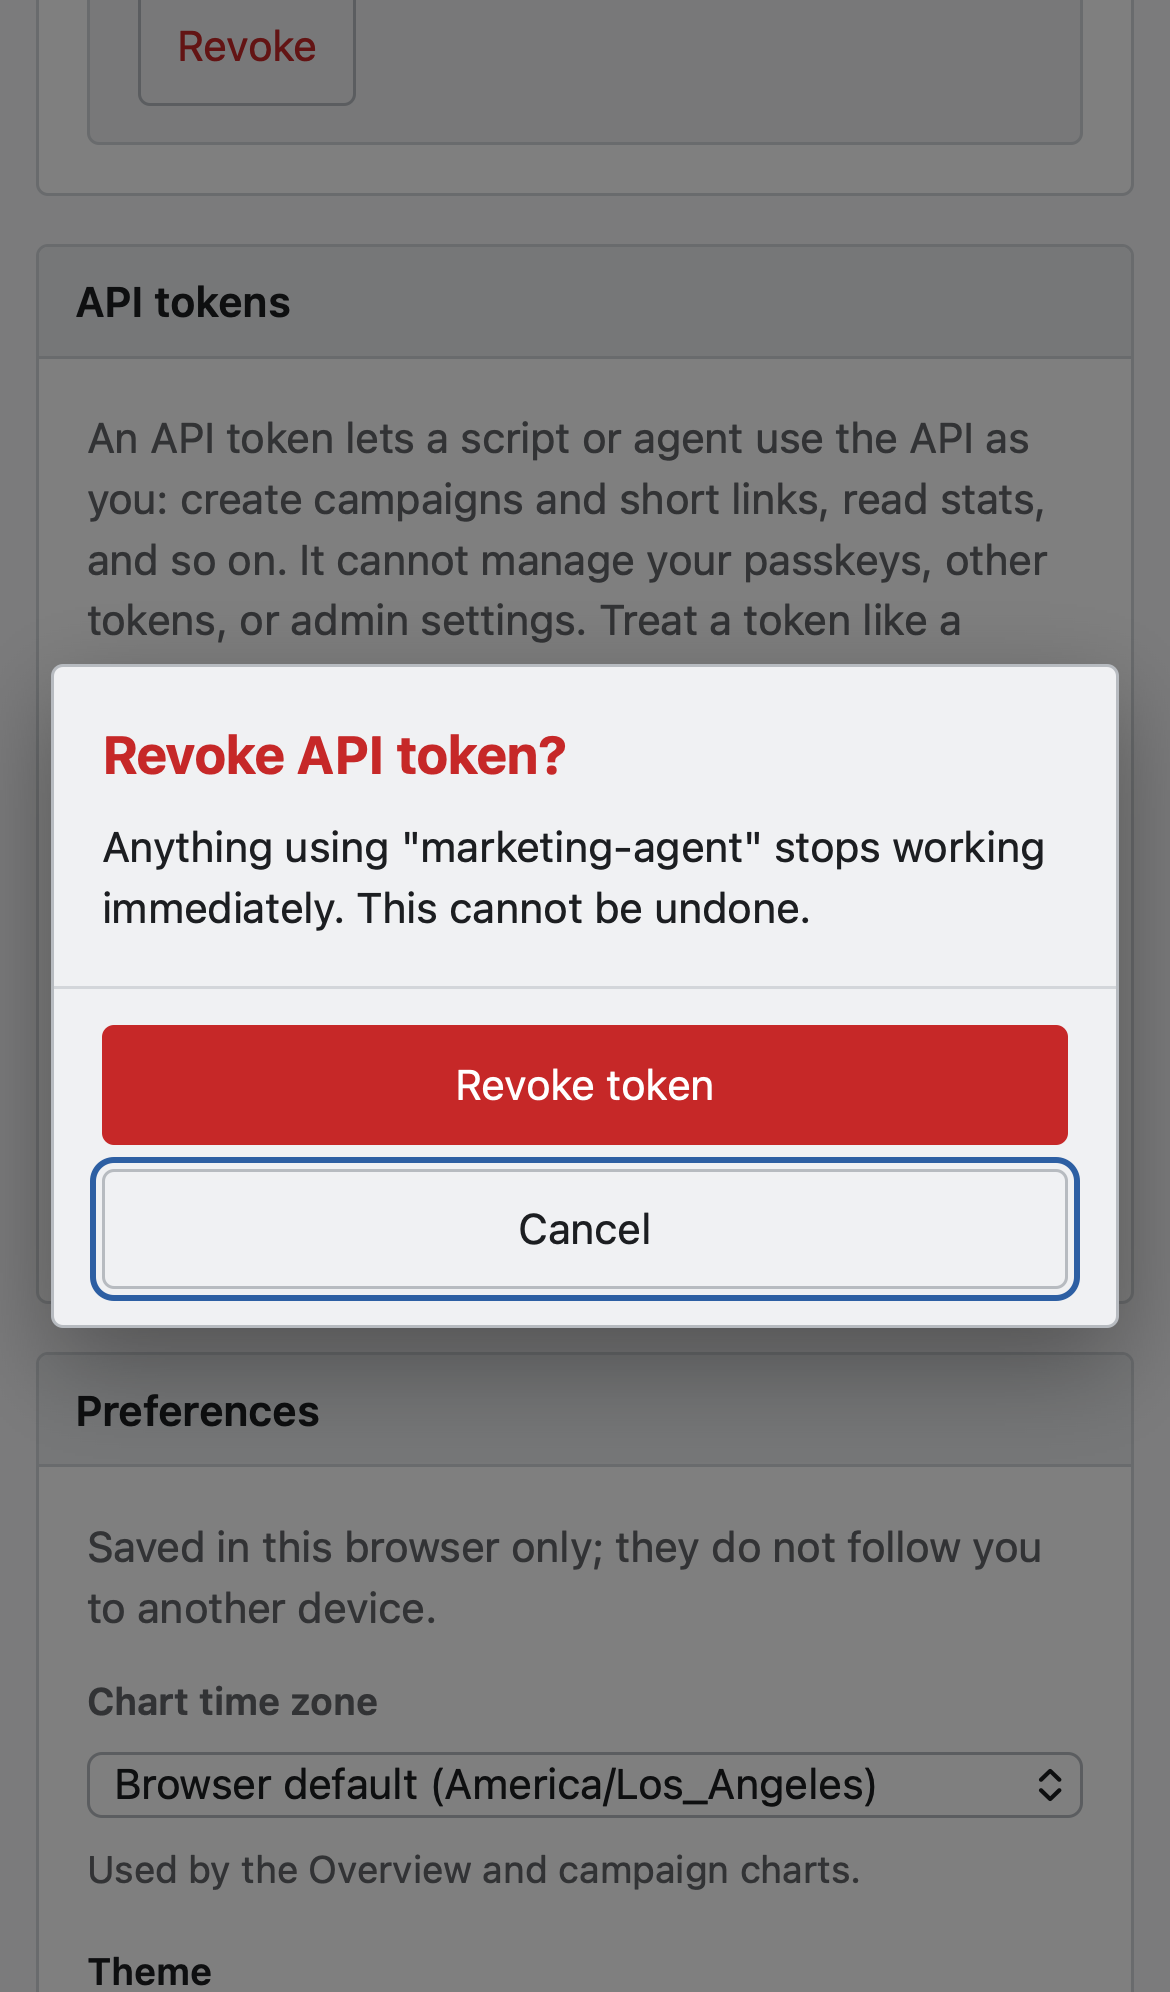 Revoke
API tokens
An API token lets a script or agent use the API as
you: create campaigns and short links, read stats,
and so on. It cannot manage your passkeys, other
tokens, or admin settings. Treat a token like a
Revoke API token?
Anything using "marketing-agent" stops working
immediately. This cannot be undone.
Revoke token
Cancel
Preferences
Saved in this browser only; they do not follow you
to another device.
Chart time zone
Browser default (America/Los_Angeles)
Used by the Overview and campaign charts.
Theme